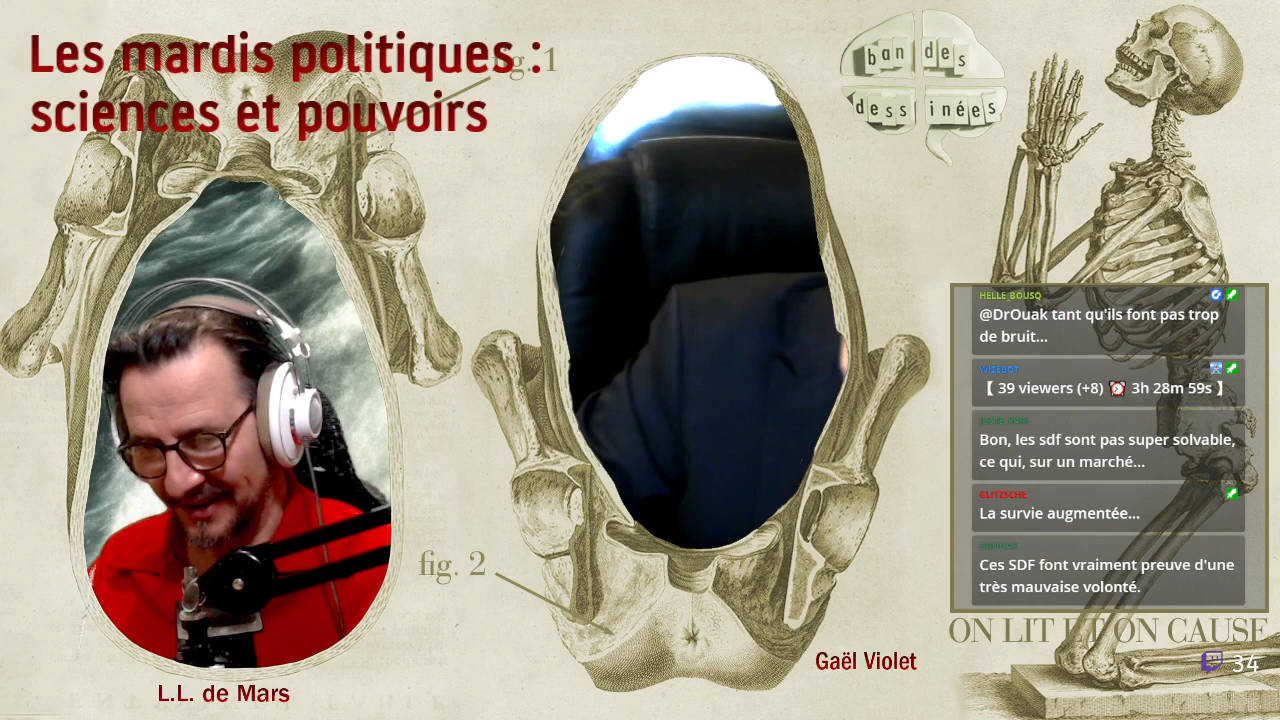 Les mardis politiques :
sciences et pouvoirs
fig. 1
ban des
dess inées
HELLE_BOUSQ
@DrOuak tant qu'ils font pas trop
de bruit...
WIZEBOT
【 39 viewers (+8) ⏰ 3h 28m 59s 】
Bon, les sdf sont pas super solvable,
ce qui, sur un marché...
GLITZSCHE
La survie augmentée...
Ces SDF font vraiment preuve d'une
très mauvaise volonté.
fig. 2
ON LIT ET ON CAUSE
34
Gaël Violet
L.L. de Mars